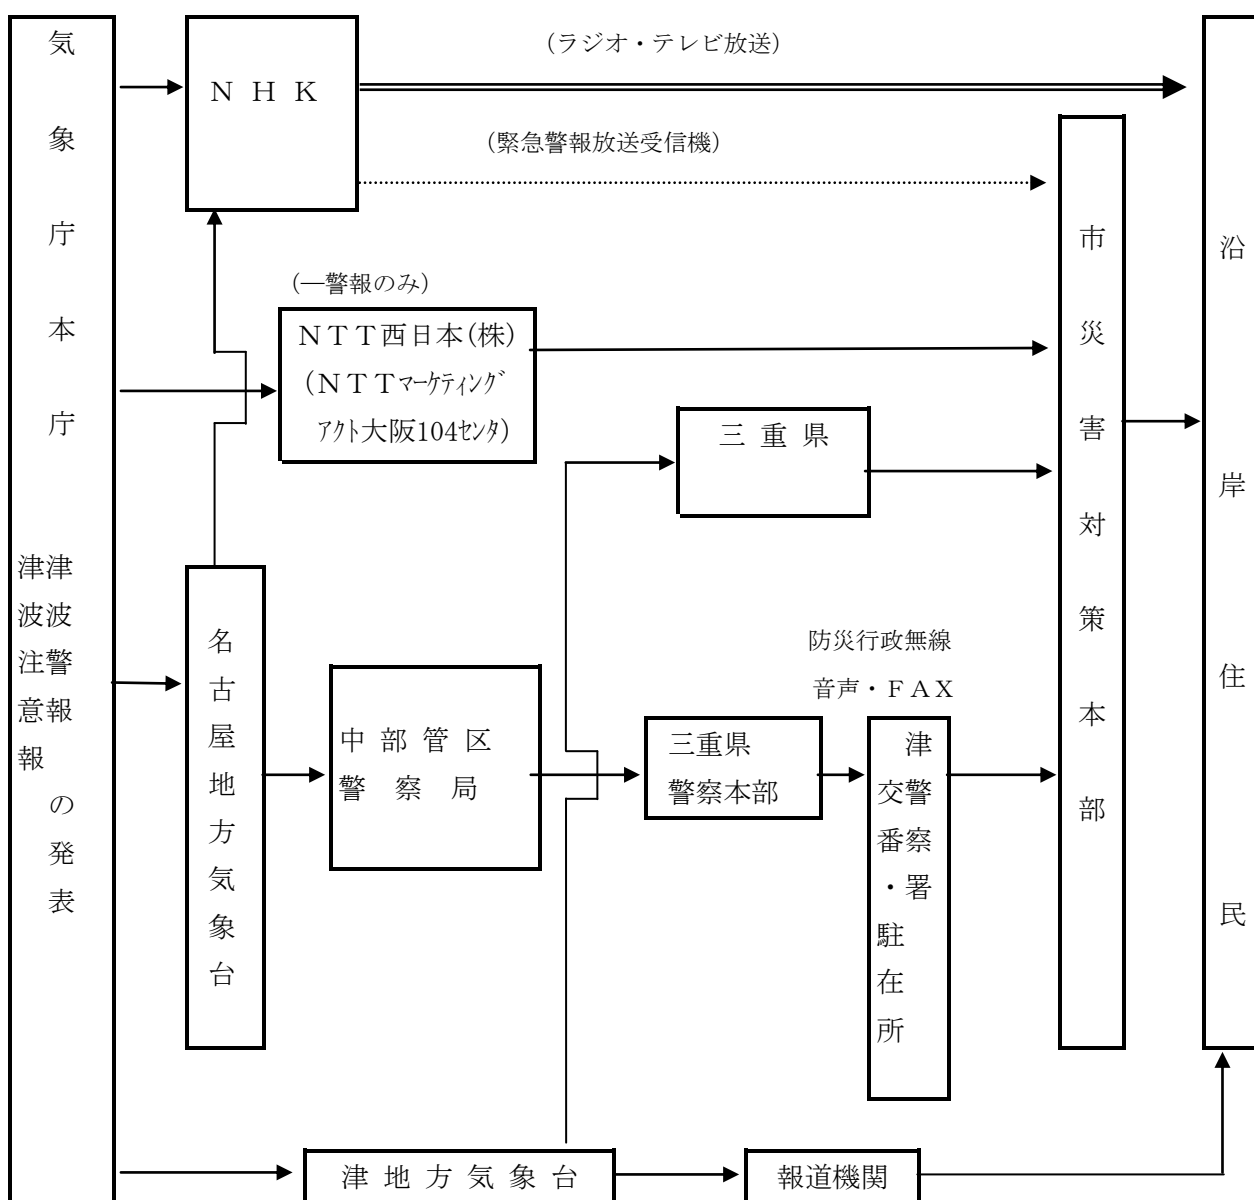 気象庁本庁
津波警報
津波注意報
の発表
NHK
(ラジオ・テレビ放送)
(緊急警報放送受信機)
(―警報のみ)
NTT西日本(株)
(NTTマーケティング
アクト大阪104センタ)
三重県
名古屋地方気象台
中部管区
警察局
防災行政無線
音声・FAX
三重県
警察本部
津警察署
交番・駐在所
市災害対策本部
沿岸住民
津地方気象台
報道機関